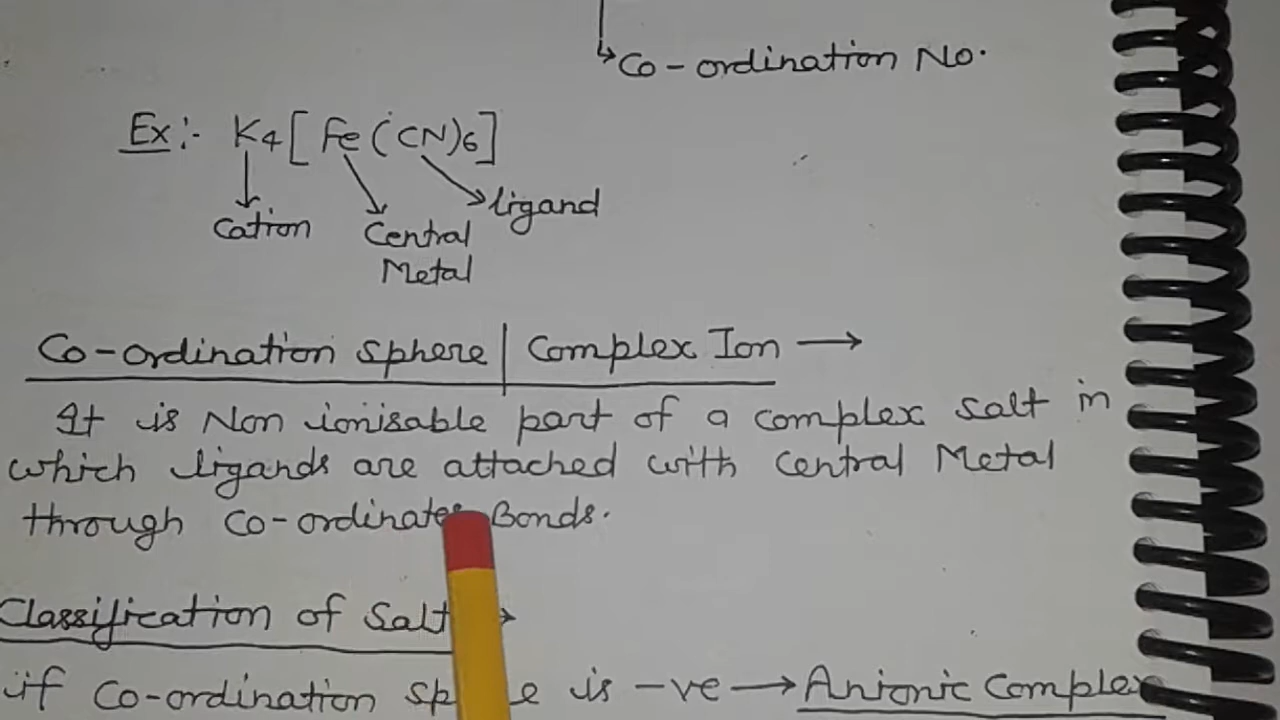 ↳ Co-ordination No.
Ex:- K4[Fe(CN)6]
ligand
Cation Central
Metal
Co-ordination sphere | Complex Ion →
It is Non ionisable part of a complex salt in
which ligands are attached with central Metal
through Co-ordinate Bonds.
Classification of Salt →
if Co-ordination sp e is -ve → Anionic Complex